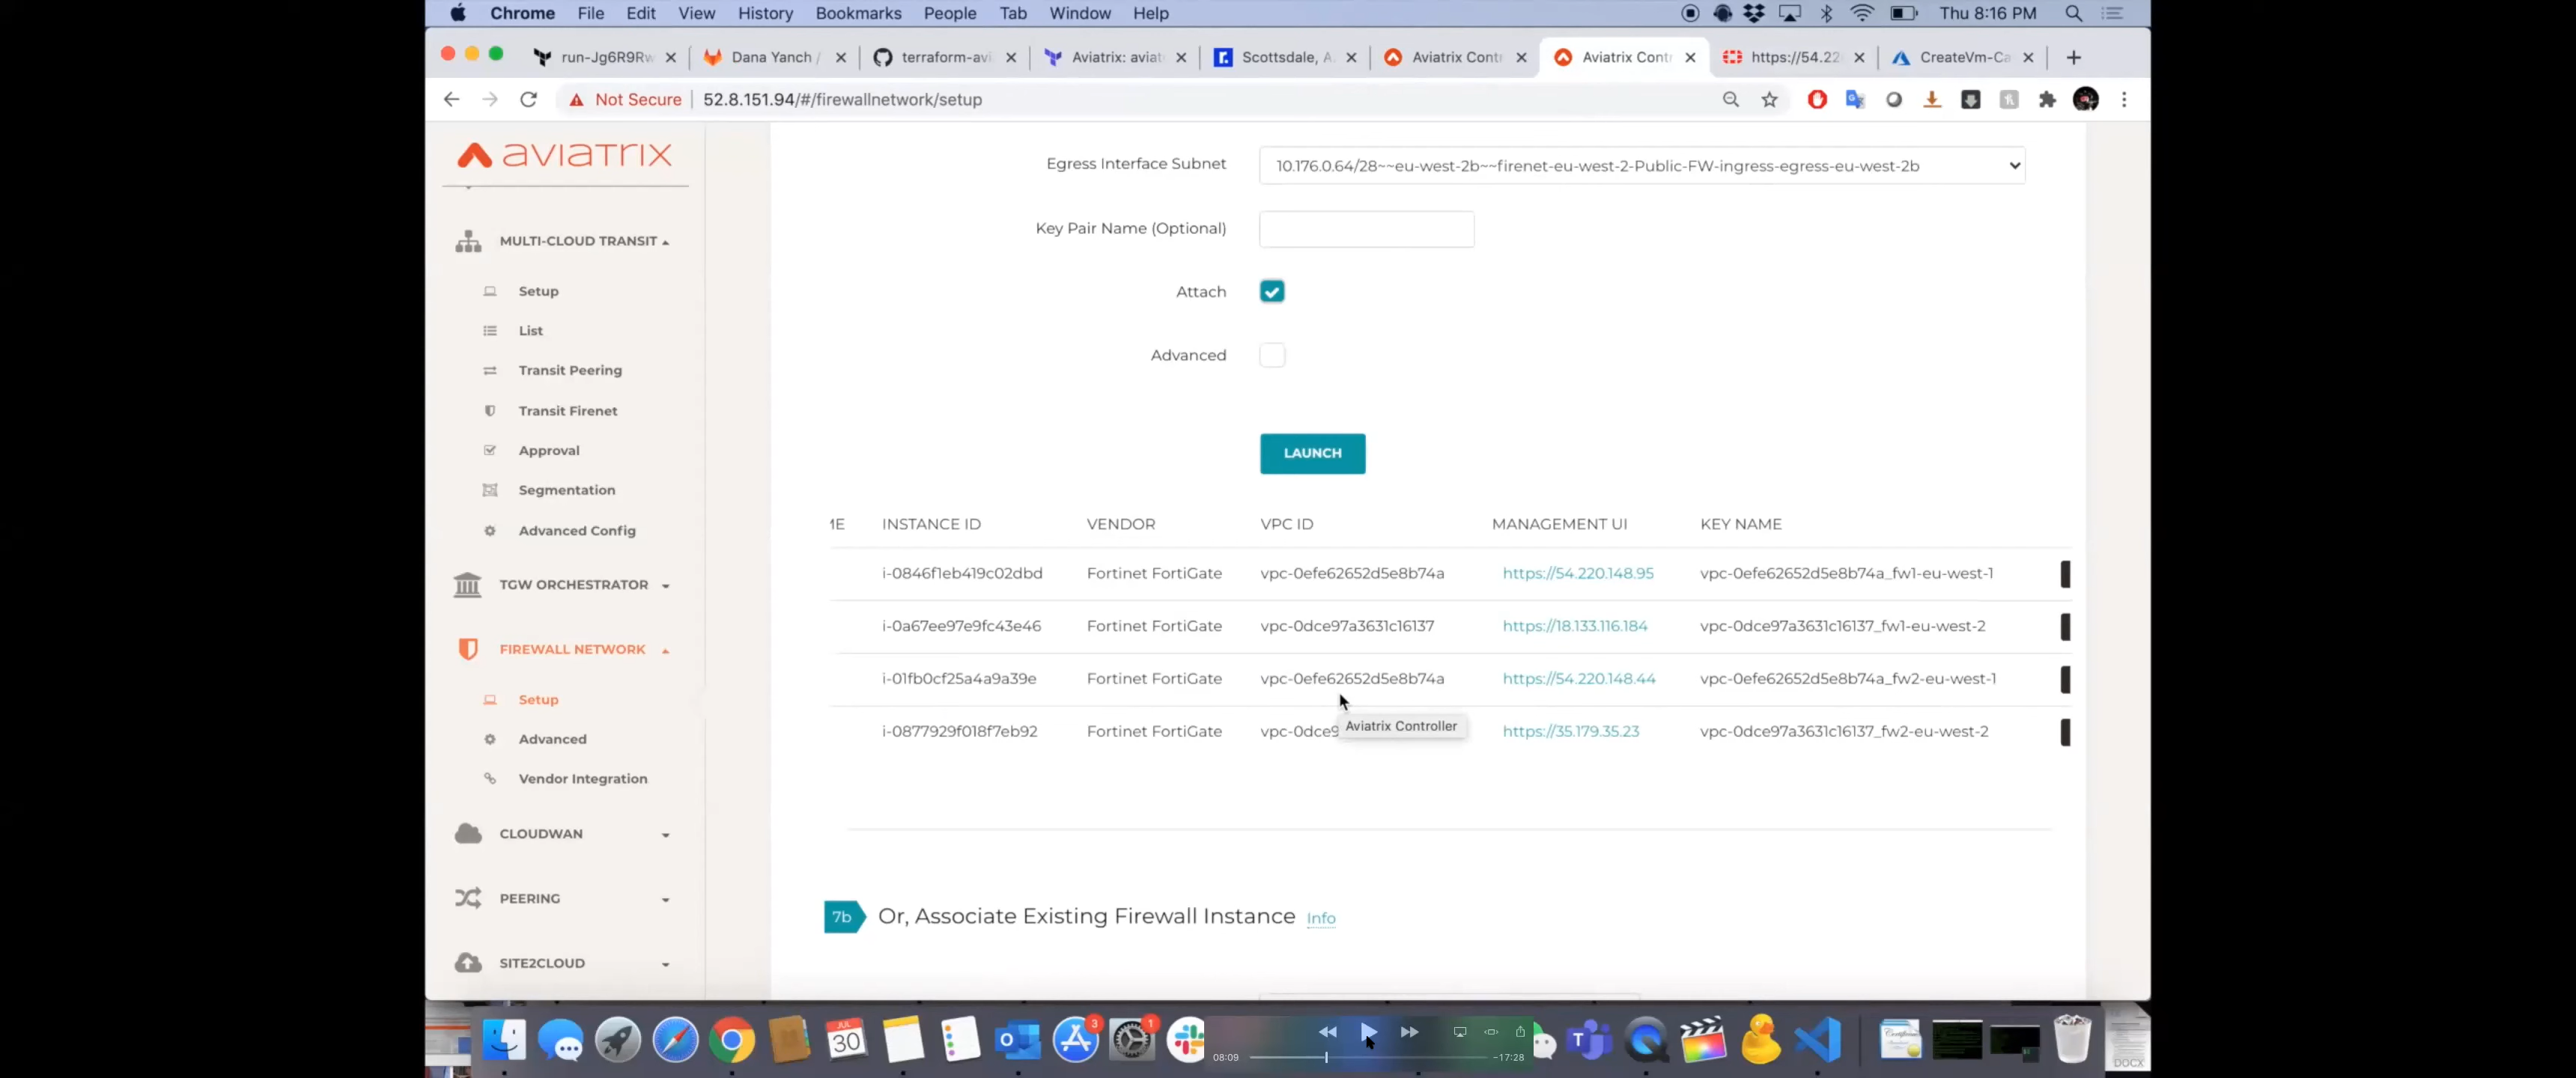 Chrome File Edit View History Bookmarks People Tab Window Help Thu 8:16 PM
run-Jg6R9Rw Dana Yanch / terraform-avi Aviatrix: aviat Scottsdale, A Aviatrix Contr Aviatrix Contr https://54.22 CreateVm-Ca
Not Secure 52.8.151.94/#/firewallnetwork/setup
aviatrix
MULTI-CLOUD TRANSIT
Setup
List
Transit Peering
Transit Firenet
Approval
Segmentation
Advanced Config
TGW ORCHESTRATOR
FIREWALL NETWORK
Setup
Advanced
Vendor Integration
CLOUDWAN
PEERING
SITE2CLOUD
Egress Interface Subnet 10.176.0.64/28~~eu-west-2b~~firenet-eu-west-2-Public-FW-ingress-egress-eu-west-2b
Key Pair Name (Optional)
Attach
Advanced
LAUNCH
ME INSTANCE ID VENDOR VPC ID MANAGEMENT UI KEY NAME
i-0846f1eb419c02dbd Fortinet FortiGate vpc-0efe62652d5e8b74a https://54.220.148.95 vpc-0efe62652d5e8b74a_fw1-eu-west-1
i-0a67ee97e9fc43e46 Fortinet FortiGate vpc-0dce97a3631c16137 https://18.133.116.184 vpc-0dce97a3631c16137_fw1-eu-west-2
i-01fb0cf25a4a9a39e Fortinet FortiGate vpc-0efe62652d5e8b74a https://54.220.148.44 vpc-0efe62652d5e8b74a_fw2-eu-west-1
i-0877929f018f7eb92 Fortinet FortiGate vpc-0dce9 https://35.179.35.23 vpc-0dce97a3631c16137_fw2-eu-west-2
Aviatrix Controller
7b Or, Associate Existing Firewall Instance Info
JUL
30
3
1
08:09 -17:28
DOCX